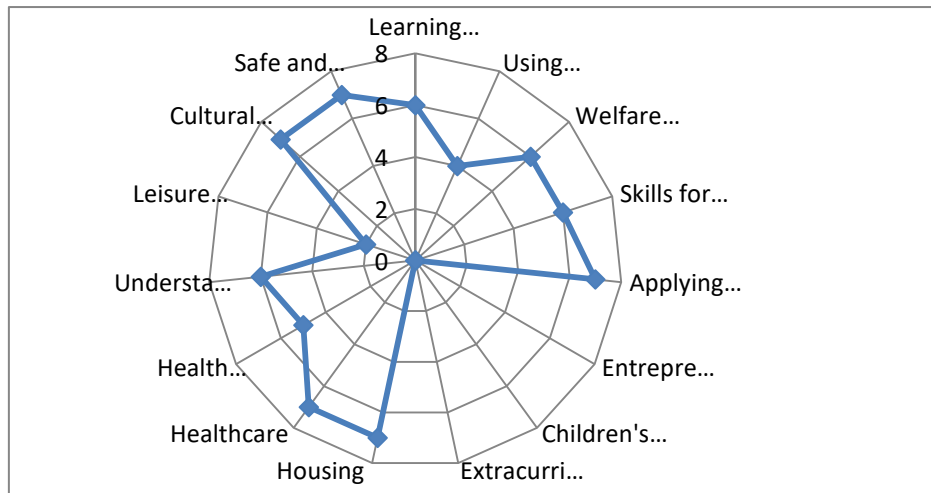 Learning…
Using…
Welfare…
Skills for…
Applying…
Entrepre…
Children's…
Extracurri…
Housing
Healthcare
Health…
Understa…
Leisure…
Cultural…
Safe and…
8
6
4
2
0